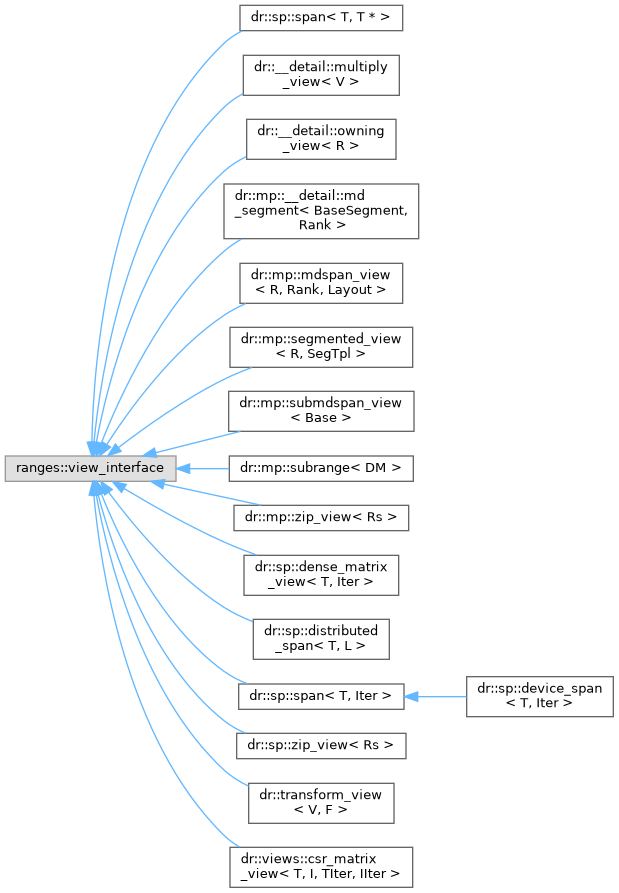 dr::sp::span< T, T * >
dr::__detail::multiply
_view< V >
dr::__detail::owning
_view< R >
dr::mp::__detail::md
_segment< BaseSegment,
Rank >
dr::mp::mdspan_view
< R, Rank, Layout >
dr::mp::segmented_view
< R, SegTpl >
dr::mp::submdspan_view
< Base >
ranges::view_interface
dr::mp::subrange< DM >
dr::mp::zip_view< Rs >
dr::sp::dense_matrix
_view< T, Iter >
dr::sp::distributed
_span< T, L >
dr::sp::span< T, Iter >
dr::sp::device_span
< T, Iter >
dr::sp::zip_view< Rs >
dr::transform_view
< V, F >
dr::views::csr_matrix
_view< T, I, TIter, IIter >